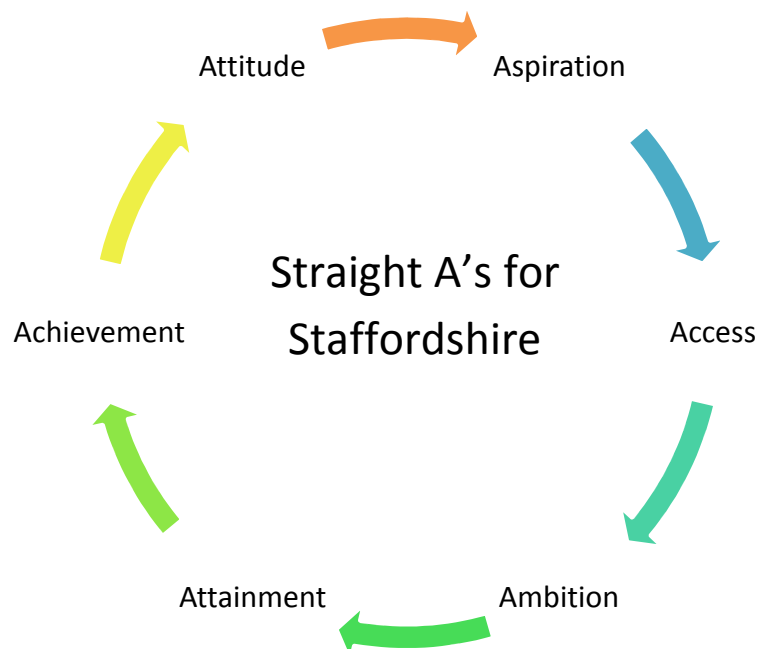 Attitude
Aspiration
Straight A’s for
Staffordshire
Achievement
Access
Attainment
Ambition